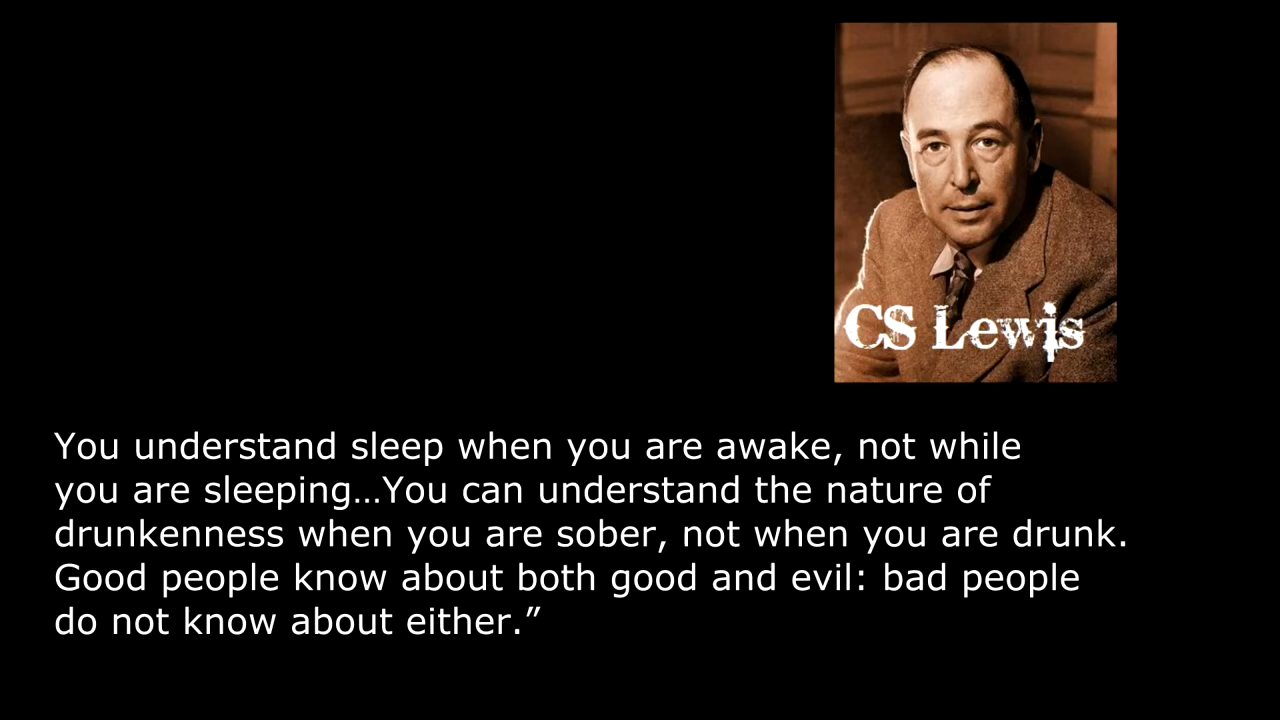 CS Lewis
You understand sleep when you are awake, not while
you are sleeping…You can understand the nature of
drunkenness when you are sober, not when you are drunk.
Good people know about both good and evil: bad people
do not know about either.”